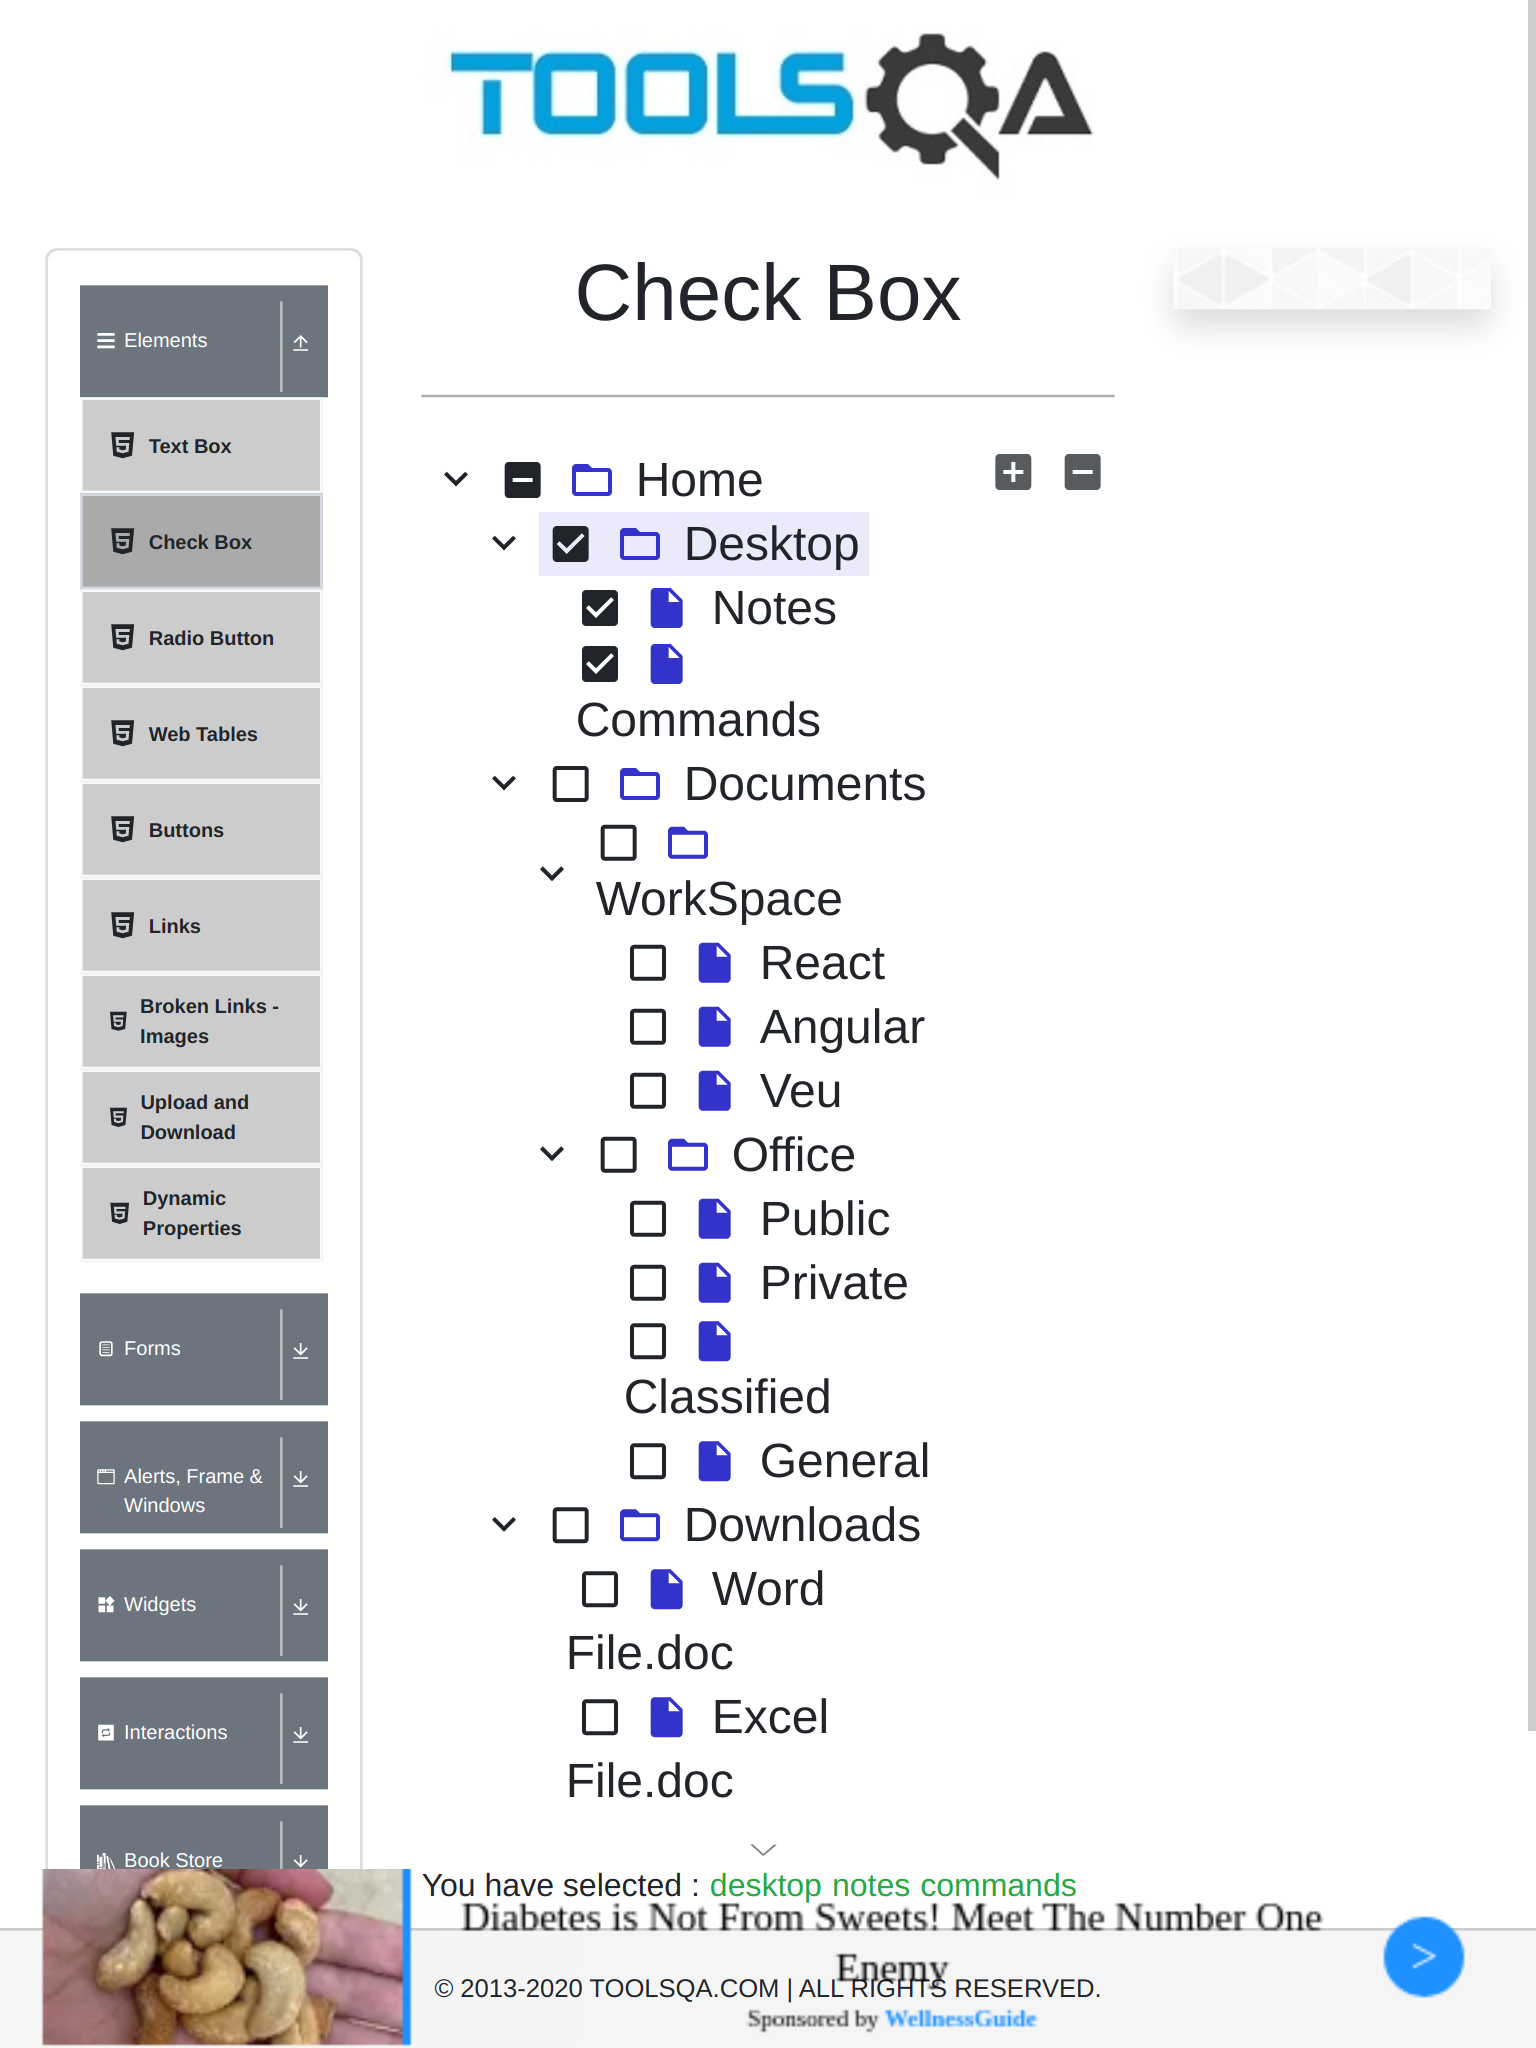 TOOLSQA
Check Box
Elements
Text Box
Check Box
Radio Button
Web Tables
Buttons
Links
Broken Links -
Images
Upload and
Download
Dynamic
Properties
Forms
Alerts, Frame &
Windows
Widgets
Interactions
Book Store
Home
Desktop
Notes
Commands
Documents
WorkSpace
React
Angular
Veu
Office
Public
Private
Classified
General
Downloads
Word
File.doc
Excel
File.doc
You have selected : desktop notes commands
Diabetes is Not From Sweets! Meet The Number One
Enemy
© 2013-2020 TOOLSQA.COM | ALL RIGHTS RESERVED.
Sponsored by WellnessGuide